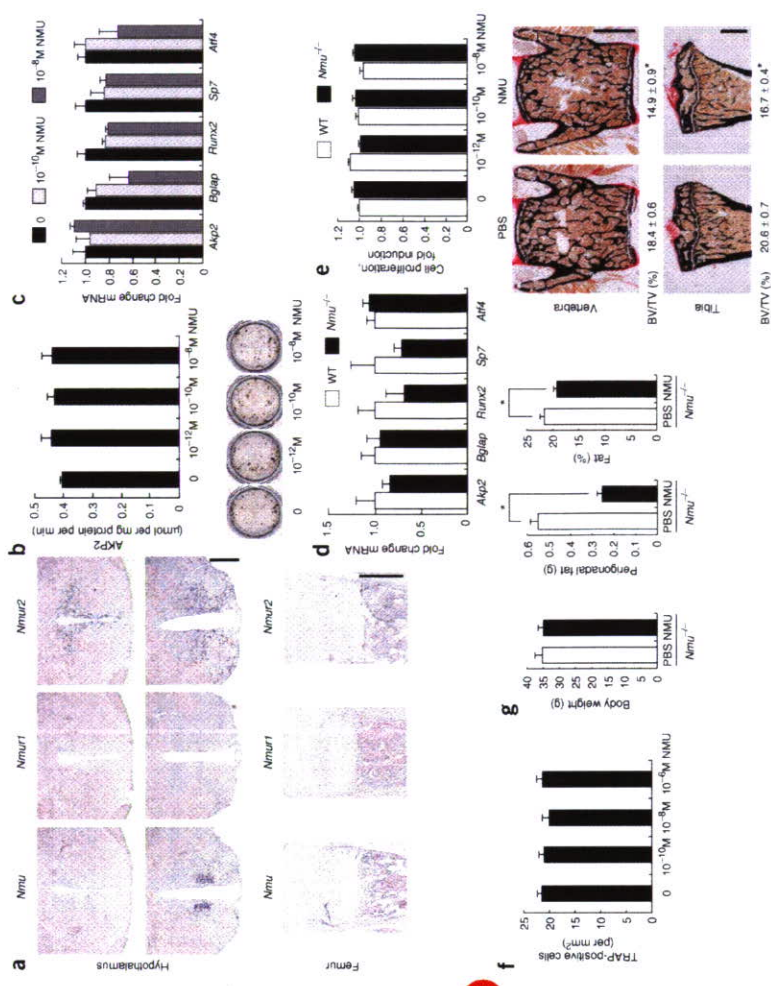 a
Nmu
Nmur1
Nmur2
Hypothalamus
Femur
b
AKP2
(µmol per mg protein per min)
0.5
0.4
0.3
0.2
0.1
0
0 10⁻¹²M 10⁻¹⁰M 10⁻⁸M NMU
0 10⁻¹²M 10⁻¹⁰M 10⁻⁸M NMU
c
0 10⁻¹⁰M NMU 10⁻⁸M NMU
Fold change mRNA
1.2
1.0
0.8
0.6
0.4
0.2
0
Akp2 Bglap Runx2 Sp7 Atf4
d
WT Nmu⁻/⁻
Fold change mRNA
1.5
1.0
0.5
0
Akp2 Bglap Runx2 Sp7 Atf4
e
WT Nmu⁻/⁻
Cell proliferation,
fold induction
1.2
1.0
0.8
0.6
0.4
0.2
0
0 10⁻¹²M 10⁻¹⁰M 10⁻⁸M NMU
f
TRAP-positive cells
(per mm²)
25
20
15
10
5
0
0 10⁻¹⁰M 10⁻⁸M 10⁻⁶M NMU
g
Body weight (g)
40
35
30
25
20
15
10
5
0
PBS NMU
Nmu⁻/⁻
Perigonadal fat (g)
0.6
0.5
0.4
0.3
0.2
0.1
0
*
PBS NMU
Nmu⁻/⁻
Fat (%)
25
20
15
10
5
0
*
PBS NMU
Nmu⁻/⁻
PBS NMU
Vertebra
BV/TV (%) 18.4 ± 0.6 14.9 ± 0.9*
Tibia
BV/TV (%) 20.8 ± 0.7 16.7 ± 0.4*